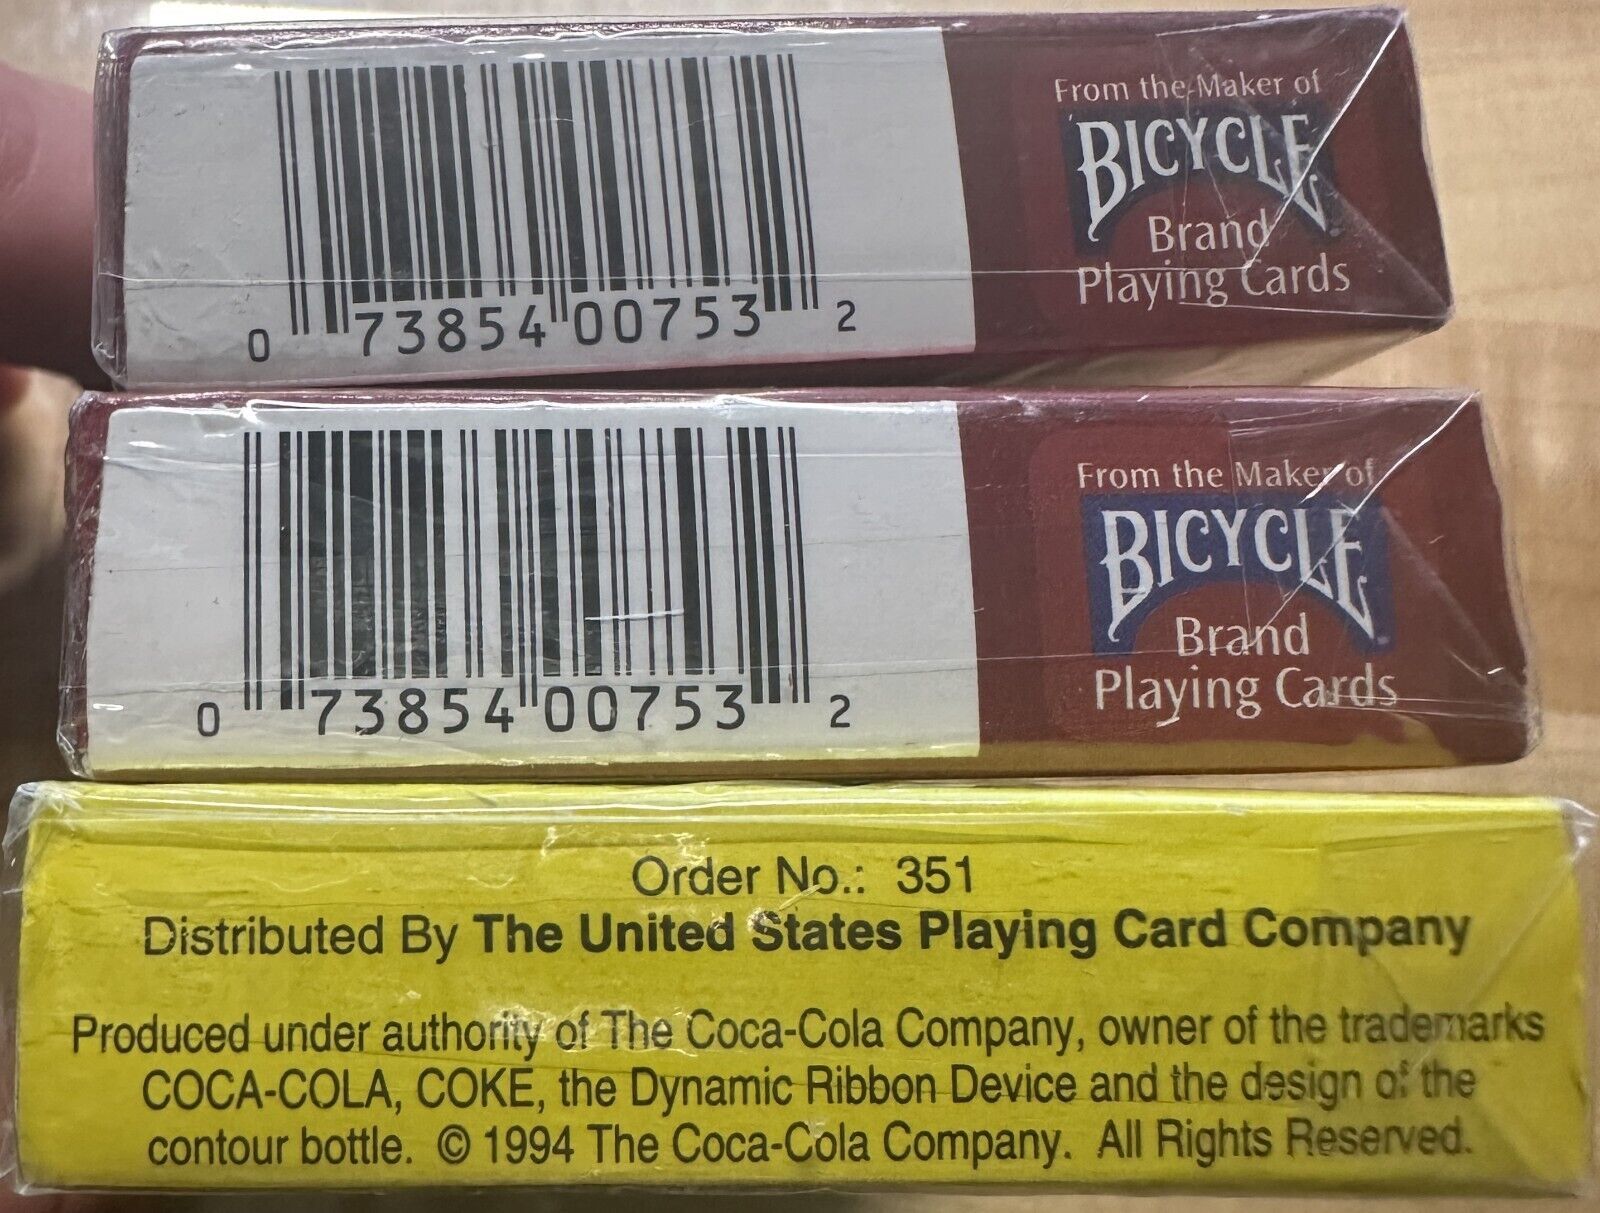 From the Maker of
BICYCLE
Brand
Playing Cards
0 73854 00753 2
From the Maker of
BICYCLE
Brand
Playing Cards
0 73854 00753 2
Order No.: 351
Distributed By The United States Playing Card Company
Produced under authority of The Coca-Cola Company, owner of the trademarks
COCA-COLA, COKE, the Dynamic Ribbon Device and the design of the
contour bottle. © 1994 The Coca-Cola Company. All Rights Reserved.